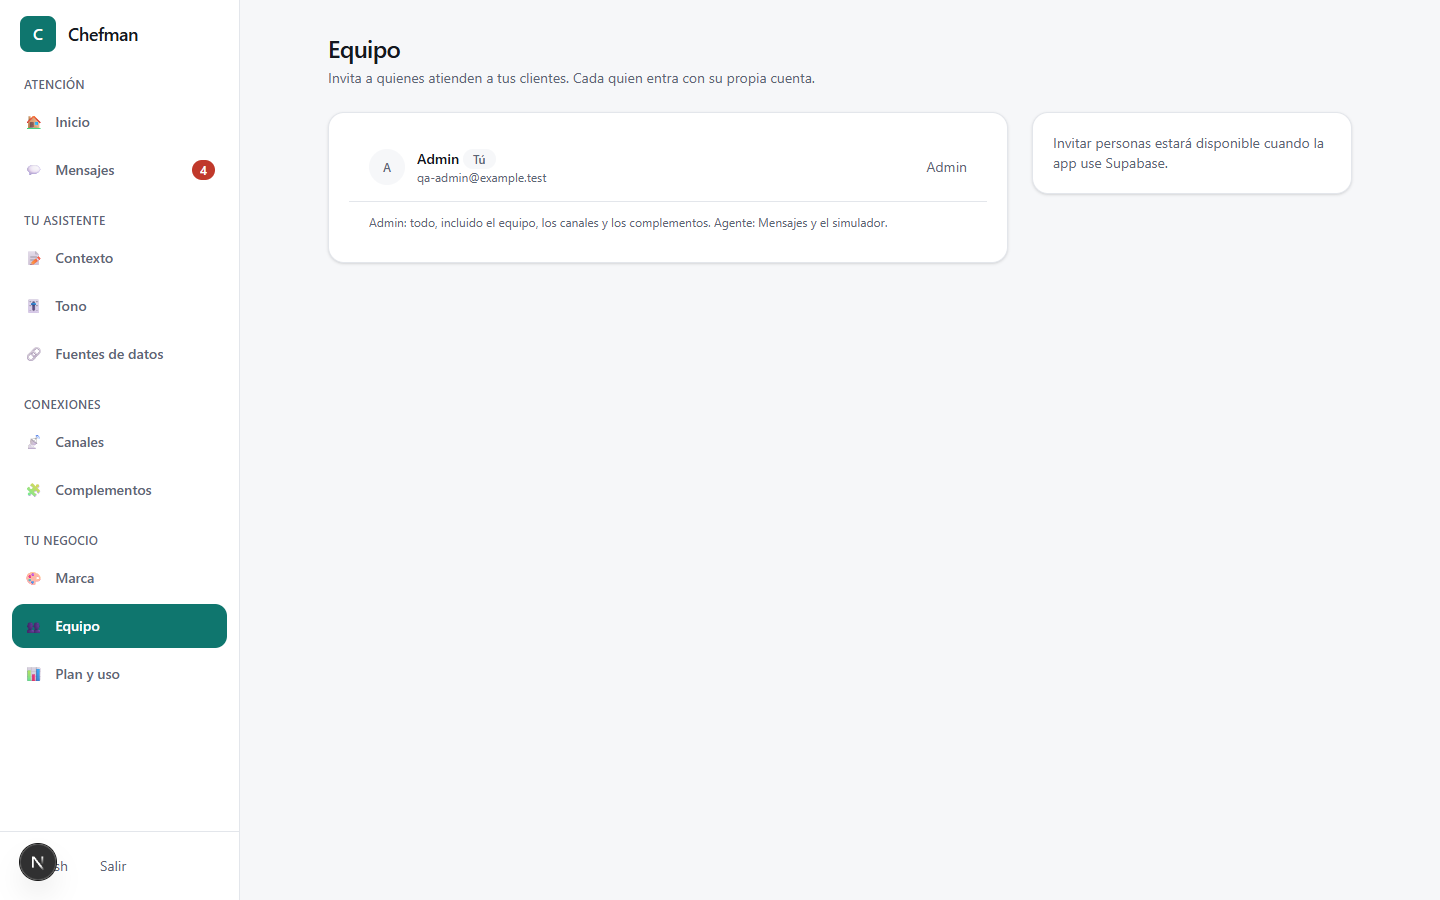 C Chefman
ATENCIÓN
Inicio
Mensajes 4
TU ASISTENTE
Contexto
Tono
Fuentes de datos
CONEXIONES
Canales
Complementos
TU NEGOCIO
Marca
Equipo
Plan y uso
N
Salir
Equipo
Invita a quienes atienden a tus clientes. Cada quien entra con su propia cuenta.
A
Admin Tú
qa-admin@example.test
Admin
Admin: todo, incluido el equipo, los canales y los complementos. Agente: Mensajes y el simulador.
Invitar personas estará disponible cuando la
app use Supabase.